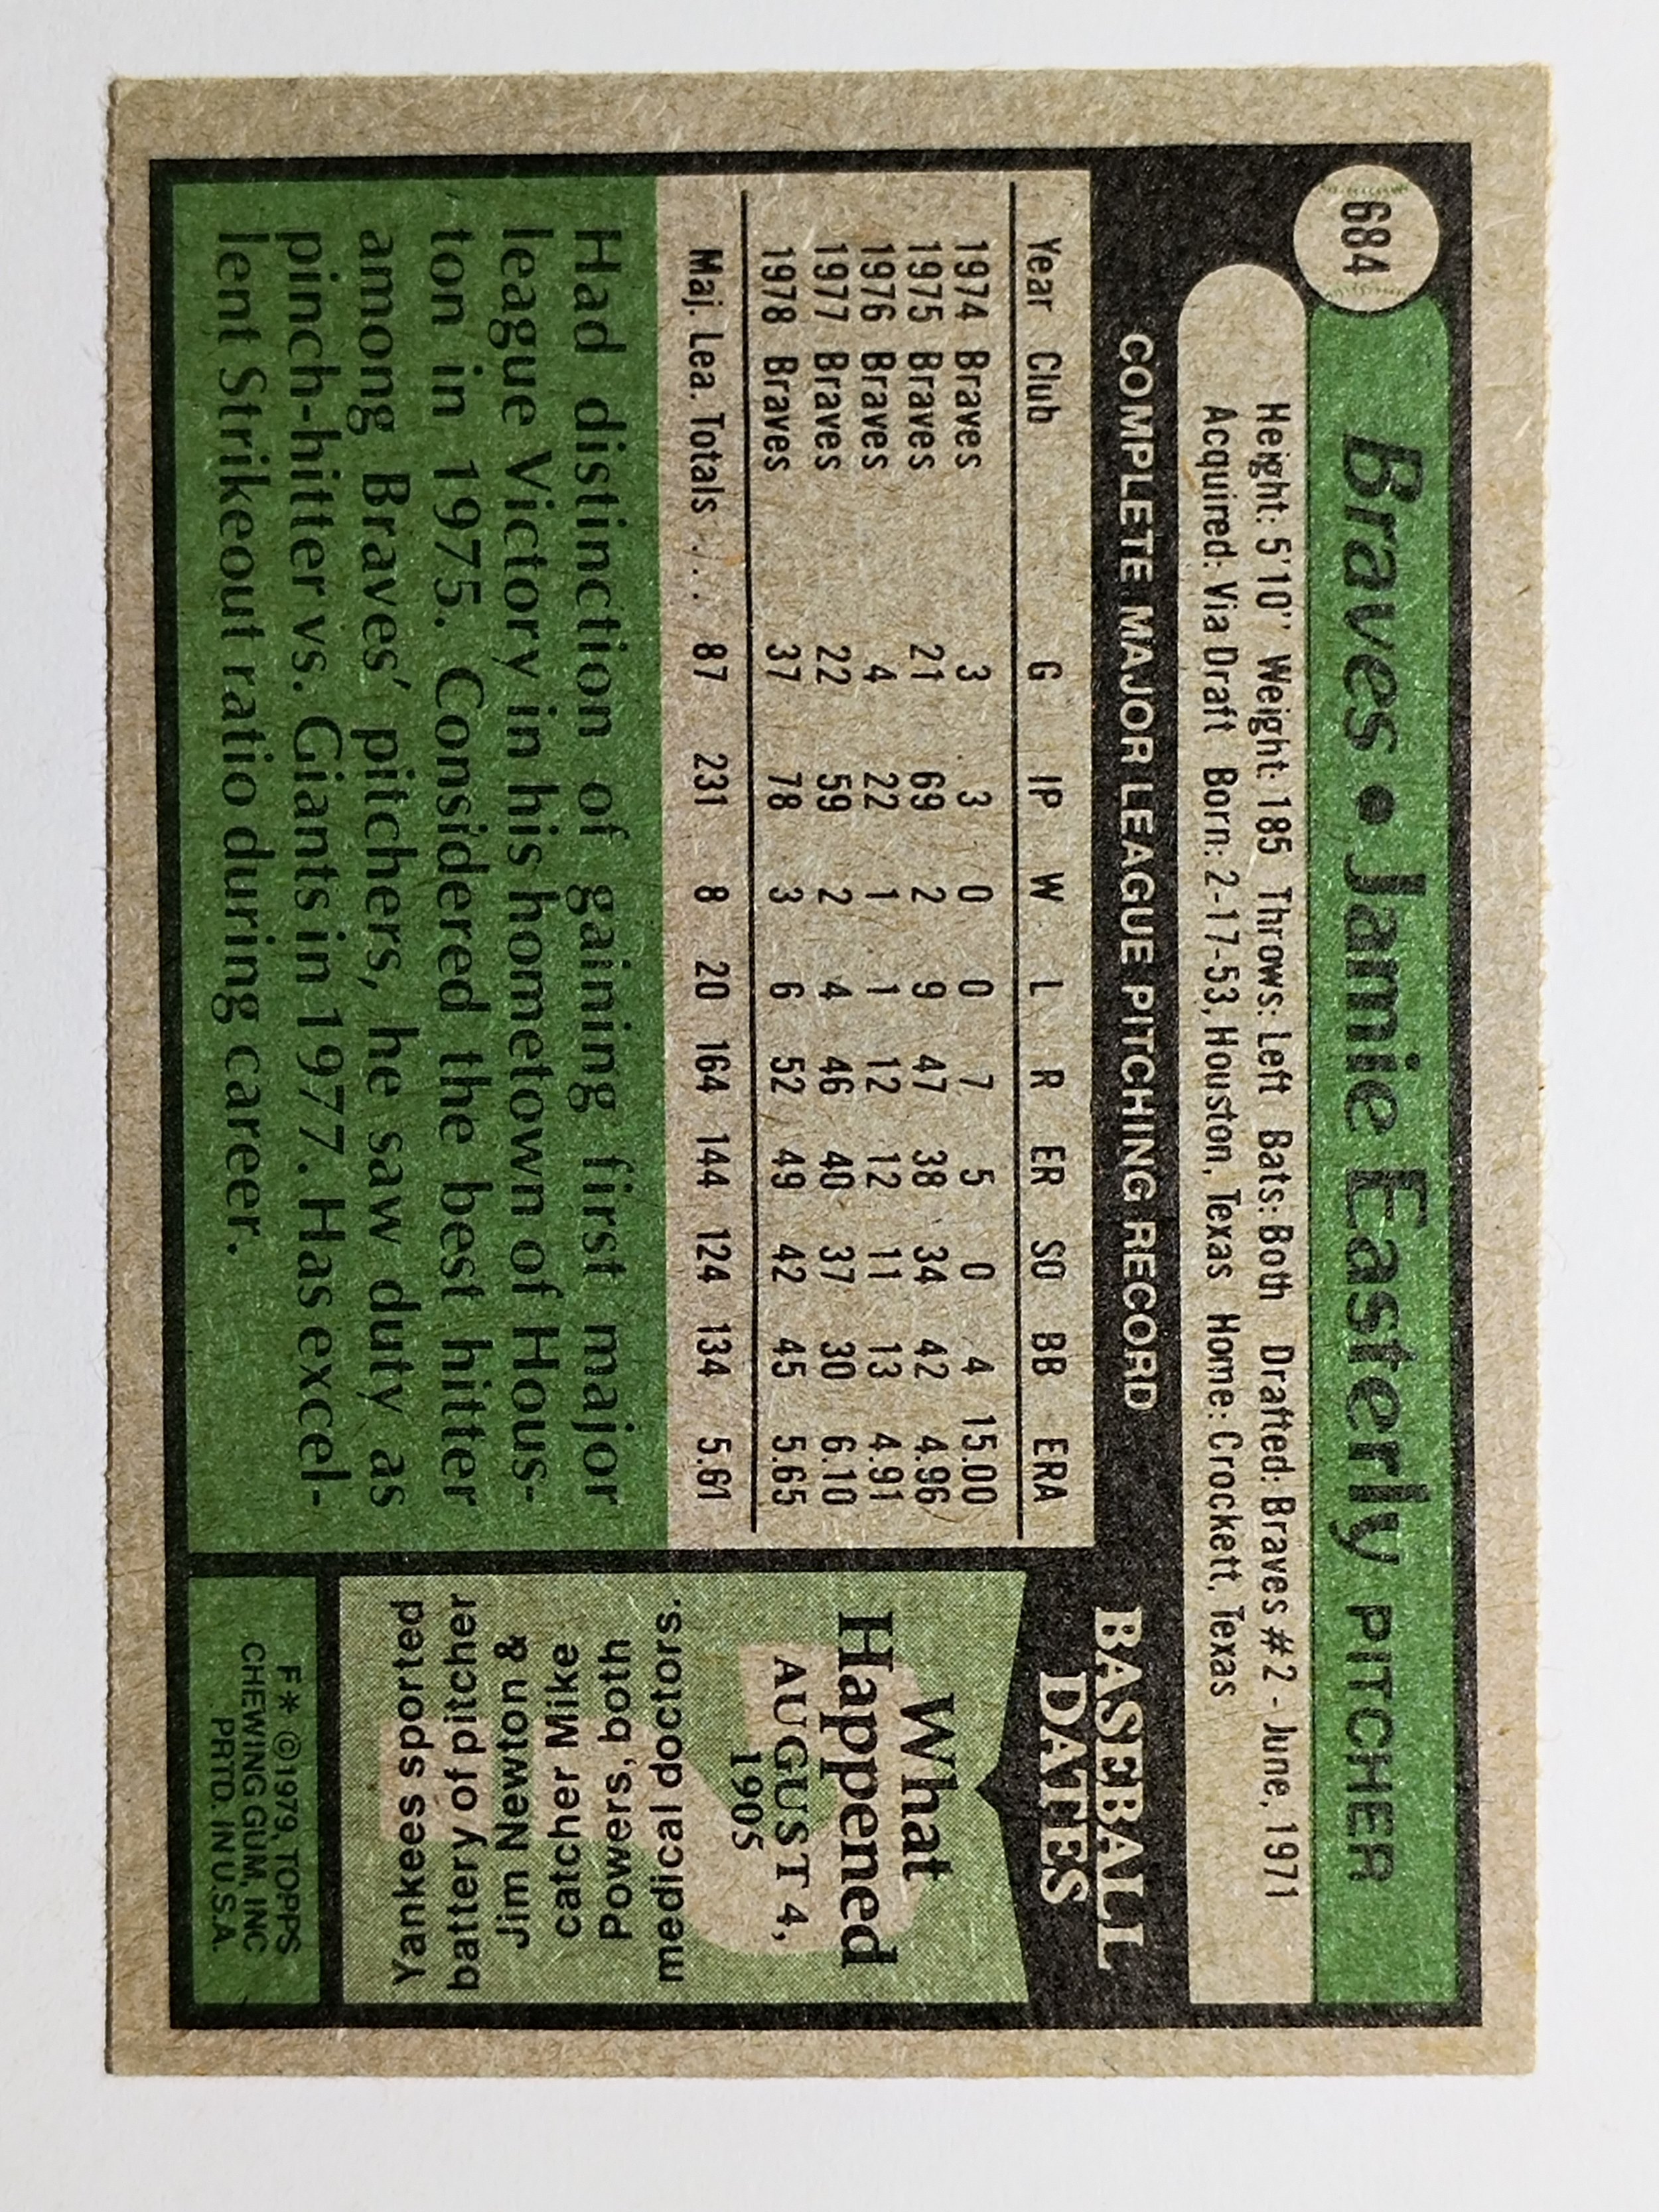 684
Braves • Jamie Easterly PITCHER
Height: 5'10" Weight: 185 Throws: Left Bats: Both Drafted: Braves #2 - June, 1971
Acquired: Via Draft Born: 2-17-53, Houston, Texas Home: Crockett, Texas
COMPLETE MAJOR LEAGUE PITCHING RECORD
Year Club G IP W L R ER SO BB ERA
1974 Braves 3 3 0 0 7 5 0 4 15.00
1975 Braves 21 69 2 9 47 38 34 42 4.96
1976 Braves 4 22 1 1 12 12 11 13 4.91
1977 Braves 22 59 2 4 46 40 37 30 6.10
1978 Braves 37 78 3 6 52 49 42 45 5.65
Maj. Lea. Totals . . . 87 231 8 20 164 144 124 134 5.61
Had distinction of gaining first major
league Victory in his hometown of Hous-
ton in 1975. Considered the best hitter
among Braves' pitchers, he saw duty as
pinch-hitter vs. Giants in 1977. Has excel-
lent Strikeout ratio during career.
BASEBALL
DATES
What
Happened
AUGUST 4,
1905
Yankees sported
battery of pitcher
Jim Newton &
catcher Mike
Powers, both
medical doctors.
F * © 1979, TOPPS
CHEWING GUM, INC
PRTD. IN U.S.A.